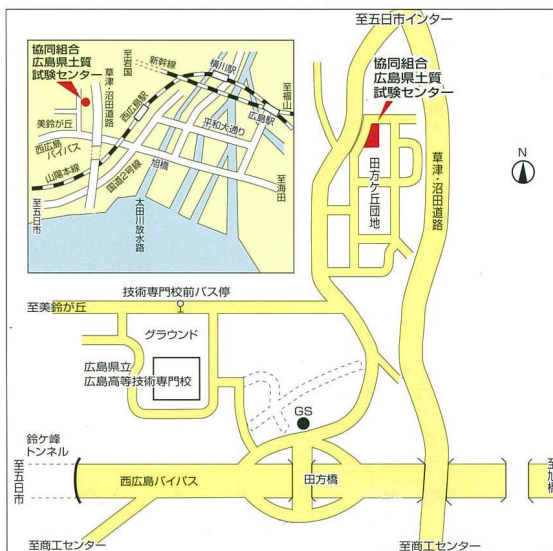 至五日市インター
協同組合
広島県土質
試験センター
草津・沼田道路
至岩国
新幹線
横川駅
至福山
西広島駅
広島駅
美鈴が丘
平和大通り
西広島
バイパス
旭橋
山陽本線
国道2号線
至海田
至五日市
太田川放水路
協同組合
広島県土質
試験センター
田方ケ丘団地
草津・沼田道路
N
技術専門校前バス停
至美鈴が丘
グラウンド
広島県立
広島高等技術専門校
GS
鈴ケ峰
トンネル
至五日市
西広島バイパス
田方橋
至旭橋
至商工センター
至商工センター